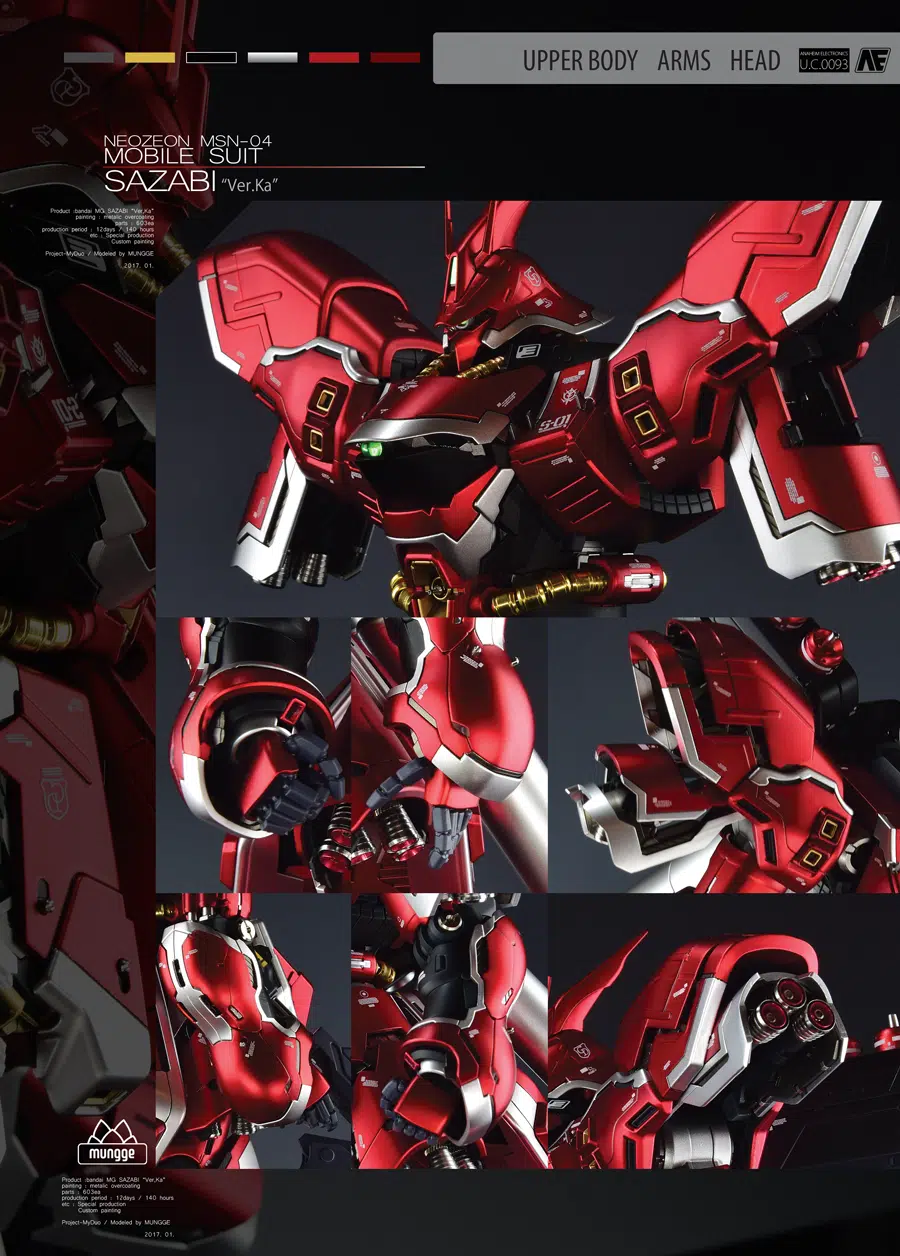 UPPER BODY ARMS HEAD
ANAHEIM ELECTRONICS
U.C.0093
AE
NEOZEON MSN-04
MOBILE SUIT
SAZABI "Ver.Ka"
Product :bandai MG SAZABI "Ver,Ka"
painting : metalic overcoating
parts : 603ea
production period : 12days / 140 hours
etc : Special production
Custom painting
Project-MyDuo / Modeled by MUNGGE
2017. 01.
S-01
mungge
Product :bandai MG SAZABI "Ver,Ka"
painting : metalic overcoating
parts : 603ea
production period : 12days / 140 hours
etc : Special production
Custom painting
Project-MyDuo / Modeled by MUNGGE
2017. 01.